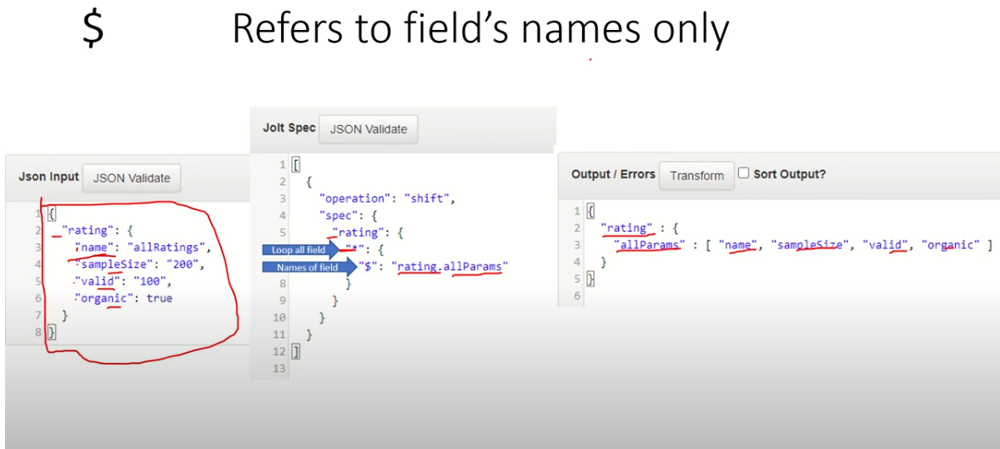 $ Refers to field's names only
Json Input JSON Validate
1 {
2 "rating": {
3 "name": "allRatings",
4 "sampleSize": "200",
5 "valid": "100",
6 "organic": true
7 }
8 }
Jolt Spec JSON Validate
1 [
2 {
3 "operation": "shift",
4 "spec": {
5 "rating": {
Loop all field "*": {
Names of field "$": "rating.allParams"
8 }
9 }
10 }
11 }
12 ]
13
Output / Errors Transform Sort Output?
1 {
2 "rating" : {
3 "allParams" : [ "name", "sampleSize", "valid", "organic" ]
4 }
5 }
6